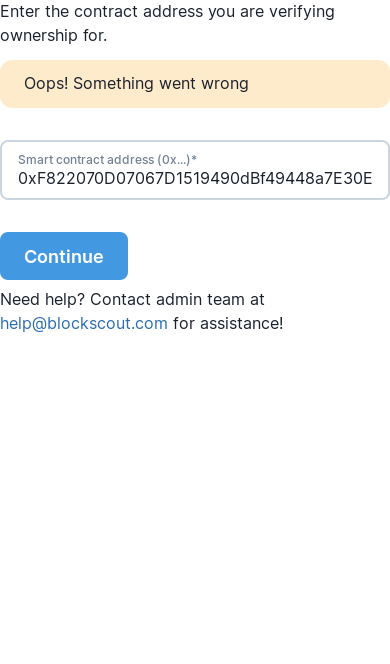 Enter the contract address you are verifying
ownership for.
Oops! Something went wrong
Smart contract address (0x...)*
0xF822070D07067D1519490dBf49448a7E30E
Continue
Need help? Contact admin team at
help@blockscout.com for assistance!